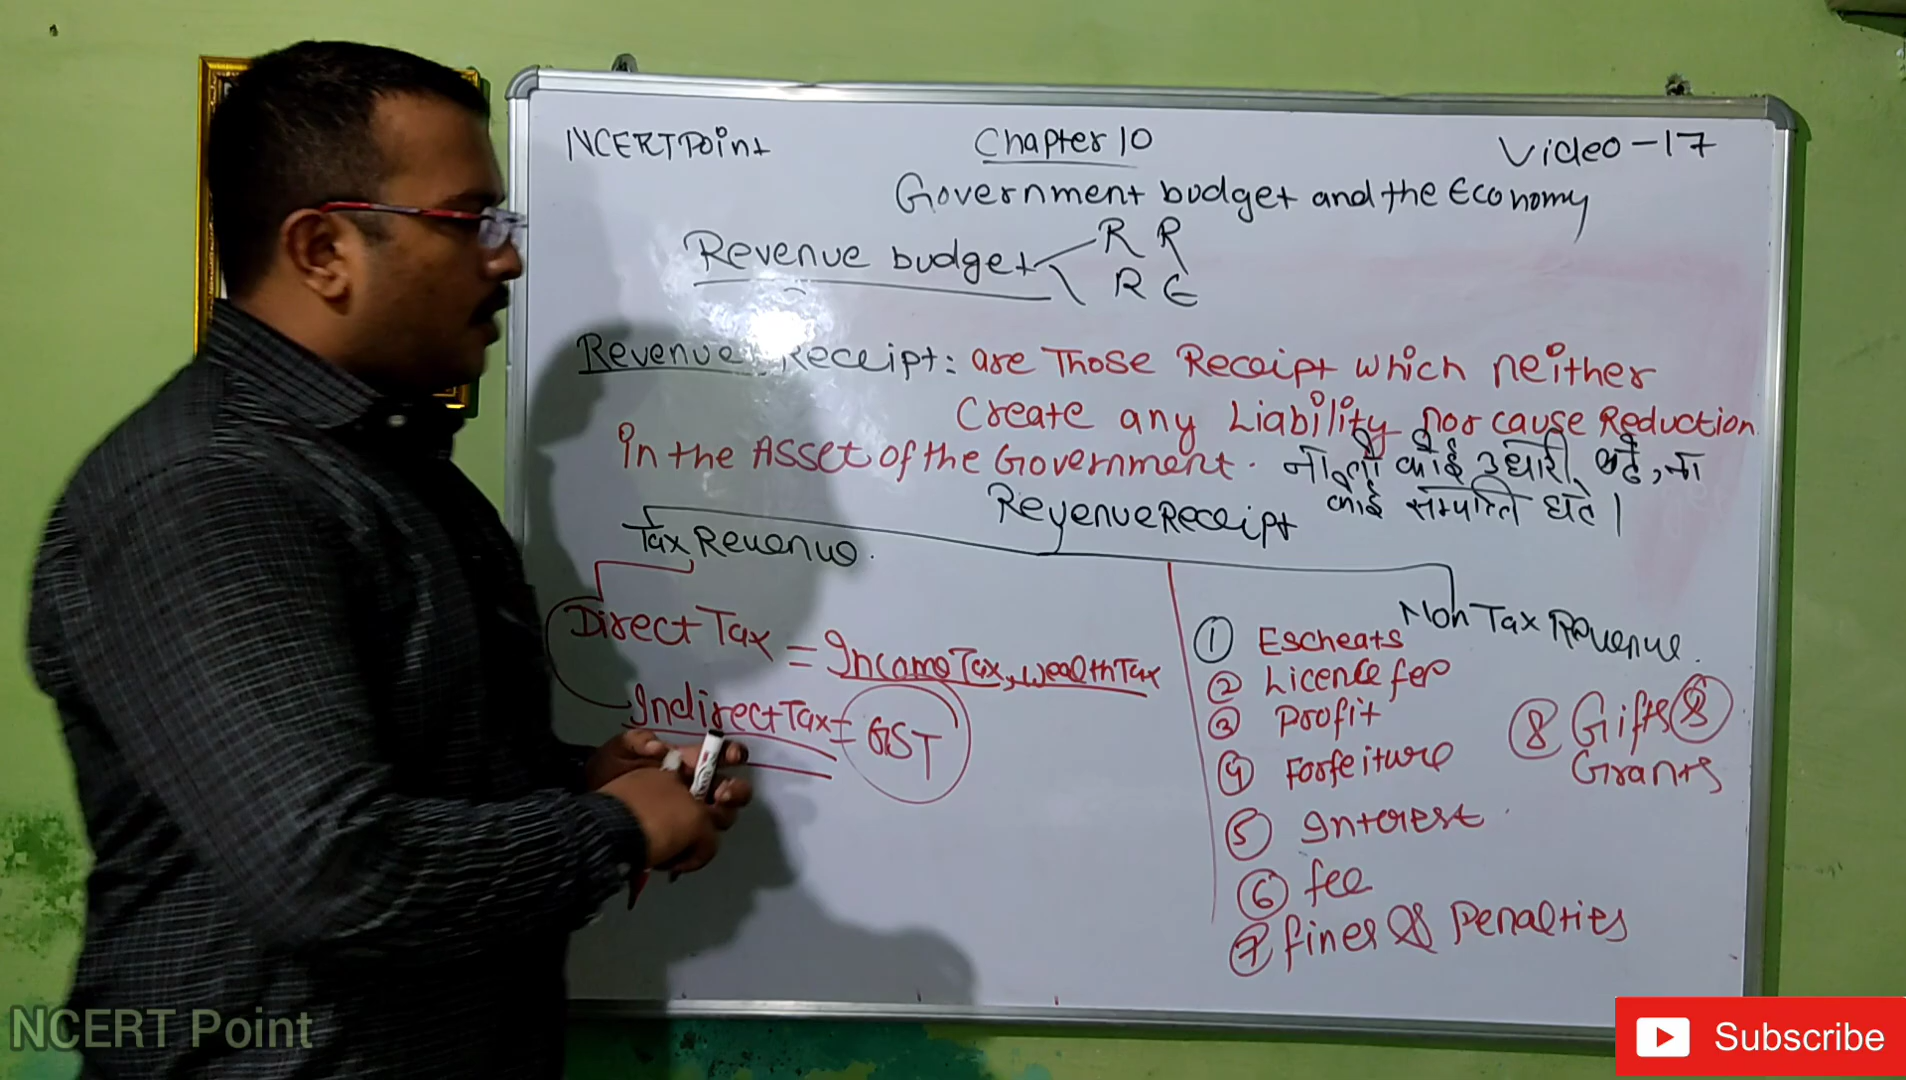 NCERT Point
Chapter 10
Video-17
Government budget and the Economy
Revenue budget
R R
R E
Revenue Receipt: are Those Receipt which neither
Create any Liability nor cause Reduction
in the Asset of the Government. ना तो कोई उधारी बढे, ना
कोई सम्पत्ति घटे।
Revenue Receipt
Tax Revenue.
Non Tax Revenue.
Direct Tax = Income Tax, wealth Tax
Indirect Tax = GST
① Escheats
② Licence fee
③ Profit
④ Forfeiture
⑤ Interest
⑥ fee
⑦ fines & Penalties
⑧ Gifts &
Grants
NCERT Point
Subscribe